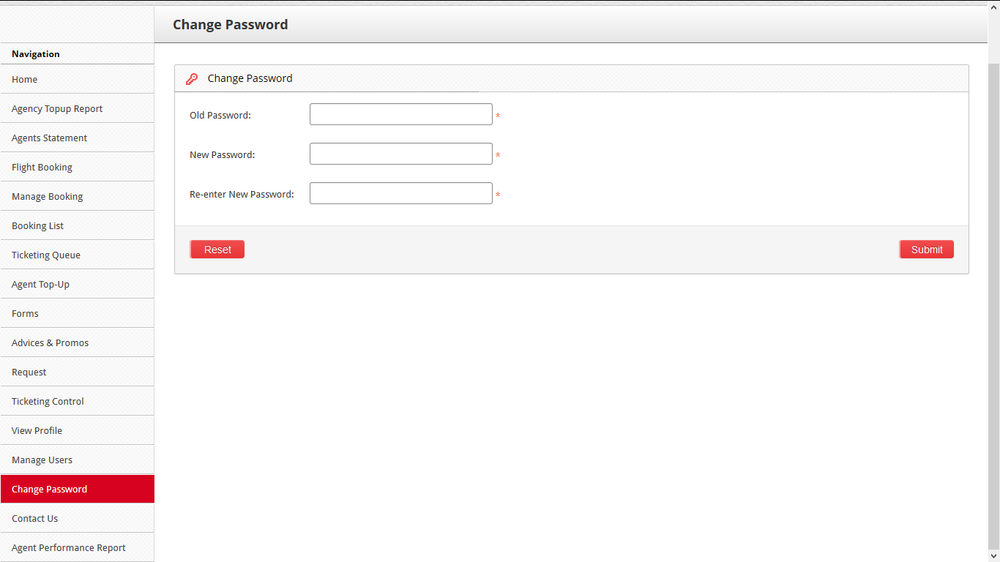 Change Password
Navigation
Home
Agency Topup Report
Agents Statement
Flight Booking
Manage Booking
Booking List
Ticketing Queue
Agent Top-Up
Forms
Advices & Promos
Request
Ticketing Control
View Profile
Manage Users
Change Password
Contact Us
Agent Performance Report
Change Password
Old Password: *
New Password: *
Re-enter New Password: *
Reset
Submit